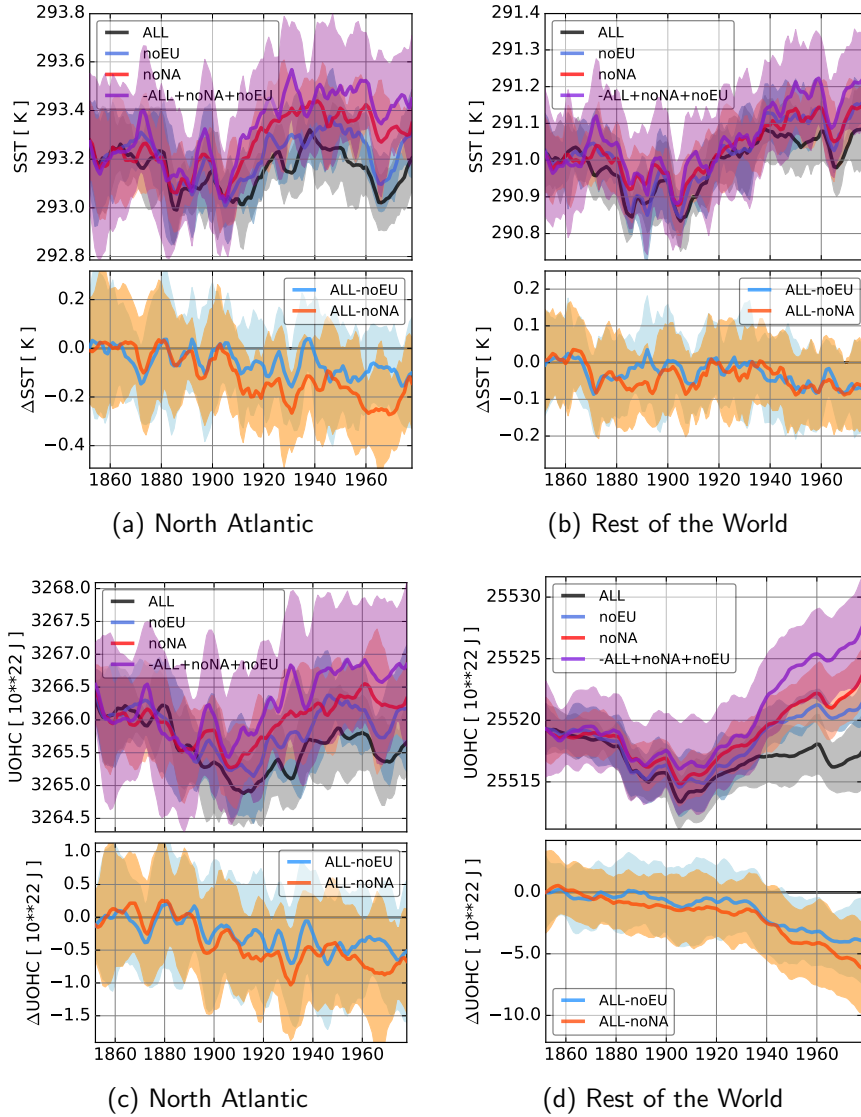 293.8
293.6
293.4
293.2
293.0
292.8
SST [ K ]
ALL
noEU
noNA
-ALL+noNA+noEU
0.2
0.0
−0.2
−0.4
ΔSST [ K ]
ALL-noEU
ALL-noNA
1860 1880 1900 1920 1940 1960
(a) North Atlantic
291.4
291.3
291.2
291.1
291.0
290.9
290.8
SST [ K ]
ALL
noEU
noNA
-ALL+noNA+noEU
0.2
0.1
0.0
−0.1
−0.2
ΔSST [ K ]
ALL-noEU
ALL-noNA
1860 1880 1900 1920 1940 1960
(b) Rest of the World
3268.0
3267.5
3267.0
3266.5
3266.0
3265.5
3265.0
3264.5
UOHC [ 10**22 J ]
ALL
noEU
noNA
-ALL+noNA+noEU
1.0
0.5
0.0
−0.5
−1.0
−1.5
ΔUOHC [ 10**22 J ]
ALL-noEU
ALL-noNA
1860 1880 1900 1920 1940 1960
(c) North Atlantic
25530
25525
25520
25515
UOHC [ 10**22 J ]
ALL
noEU
noNA
-ALL+noNA+noEU
0.0
−5.0
−10.0
ΔUOHC [ 10**22 J ]
ALL-noEU
ALL-noNA
1860 1880 1900 1920 1940 1960
(d) Rest of the World